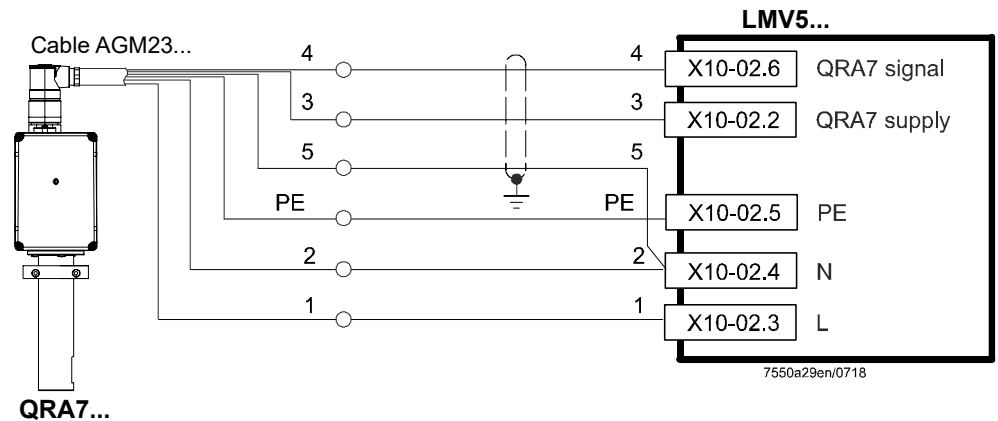 LMV5...
Cable AGM23...
4 4 X10-02.6 QRA7 signal
3 3 X10-02.2 QRA7 supply
5 5
PE PE X10-02.5 PE
2 2 X10-02.4 N
1 1 X10-02.3 L
7550a29en/0718
QRA7...